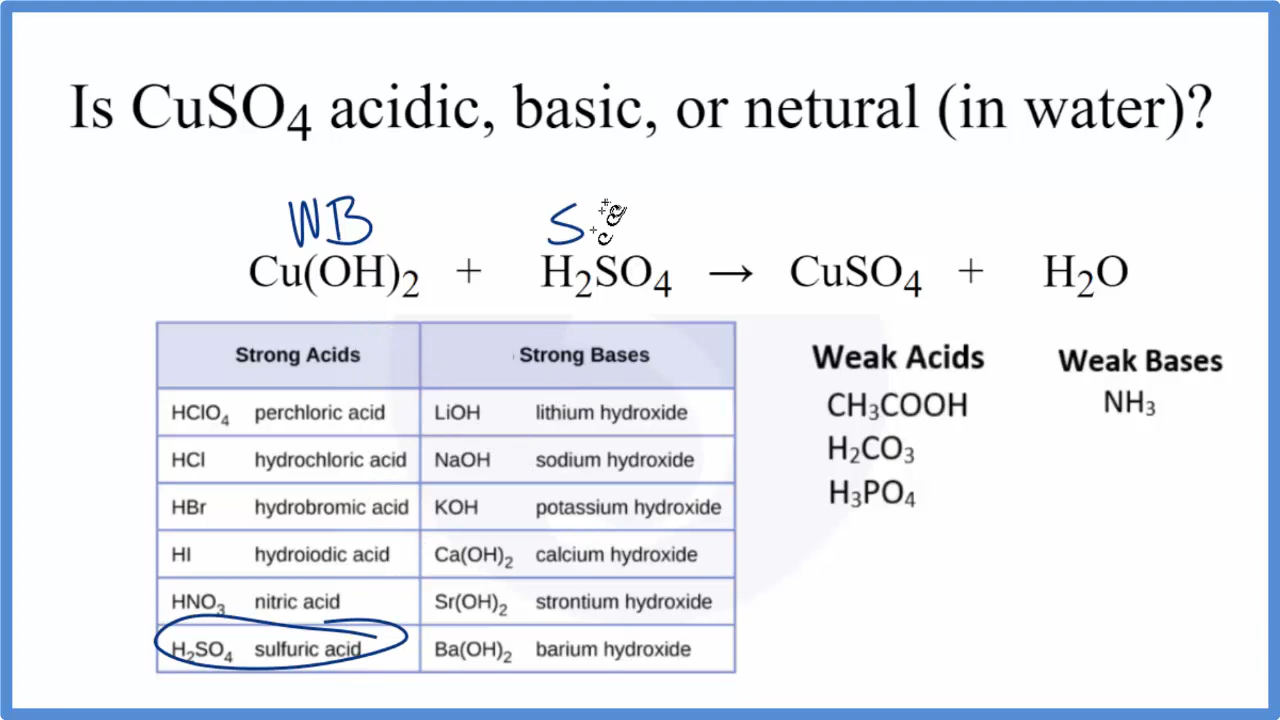 Is CuSO₄ acidic, basic, or netural (in water)?
WB S
Cu(OH)₂ + H₂SO₄ → CuSO₄ + H₂O
Strong Acids Strong Bases
HClO₄ perchloric acid LiOH lithium hydroxide
HCl hydrochloric acid NaOH sodium hydroxide
HBr hydrobromic acid KOH potassium hydroxide
HI hydroiodic acid Ca(OH)₂ calcium hydroxide
HNO₃ nitric acid Sr(OH)₂ strontium hydroxide
H₂SO₄ sulfuric acid Ba(OH)₂ barium hydroxide
Weak Acids
CH₃COOH
H₂CO₃
H₃PO₄
Weak Bases
NH₃